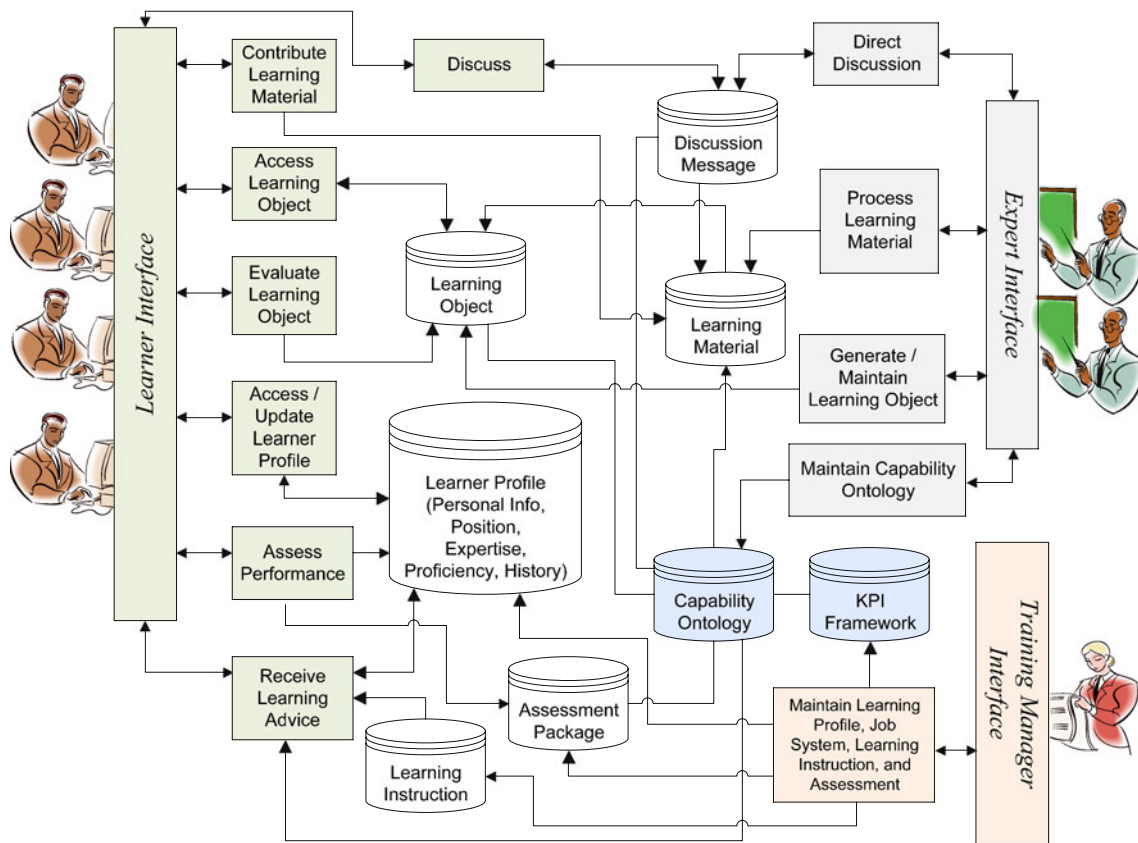 Contribute
Learning
Material
Discuss
Direct
Discussion
Discussion
Message
Access
Learning
Object
Process
Learning
Material
Learner Interface
Expert Interface
Evaluate
Learning
Object
Learning
Object
Learning
Material
Generate /
Maintain
Learning Object
Access /
Update
Learner
Profile
Learner Profile
(Personal Info,
Position,
Expertise,
Proficiency, History)
Maintain Capability
Ontology
Assess
Performance
Capability
Ontology
KPI
Framework
Training Manager
Interface
Receive
Learning
Advice
Assessment
Package
Maintain Learning
Profile, Job
System, Learning
Instruction, and
Assessment
Learning
Instruction